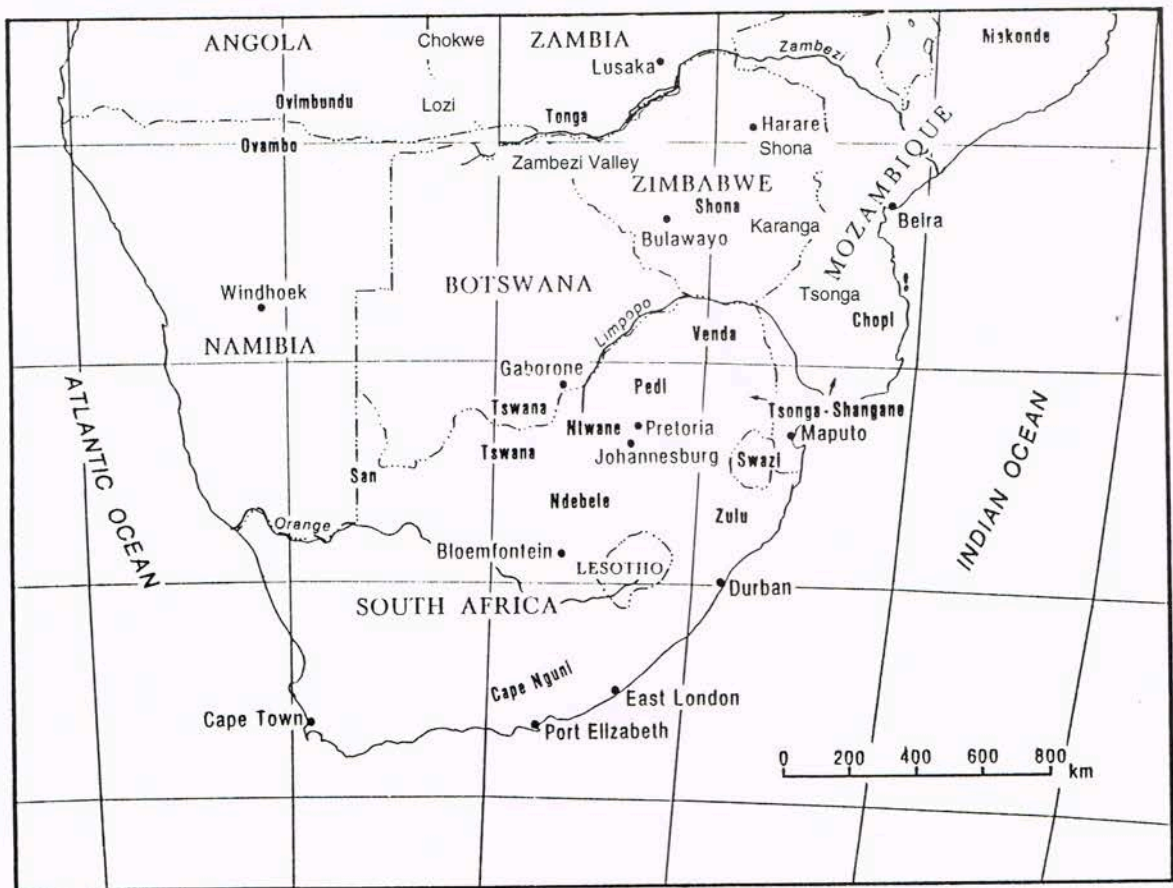 ANGOLA
Chokwe
ZAMBIA
Lusaka
Zambezi
Makonde
Ovimbundu
Lozi
Tonga
Ovambo
Harare
Shona
Zambezi Valley
ZIMBABWE
Shona
Karanga
Bulawayo
MOZAMBIQUE
Beira
Windhoek
BOTSWANA
Tsonga
Chopi
NAMIBIA
Limpopo
Venda
Gaborone
Pedi
Tswana
Tsonga - Shangane
Ntwane
Pretoria
Maputo
Tswana
Johannesburg
Swazi
San
Ndebele
Zulu
ATLANTIC OCEAN
INDIAN OCEAN
Orange
Bloemfontein
LESOTHO
Durban
SOUTH AFRICA
Cape Nguni
East London
Cape Town
Port Elizabeth
0 200 400 600 800
km